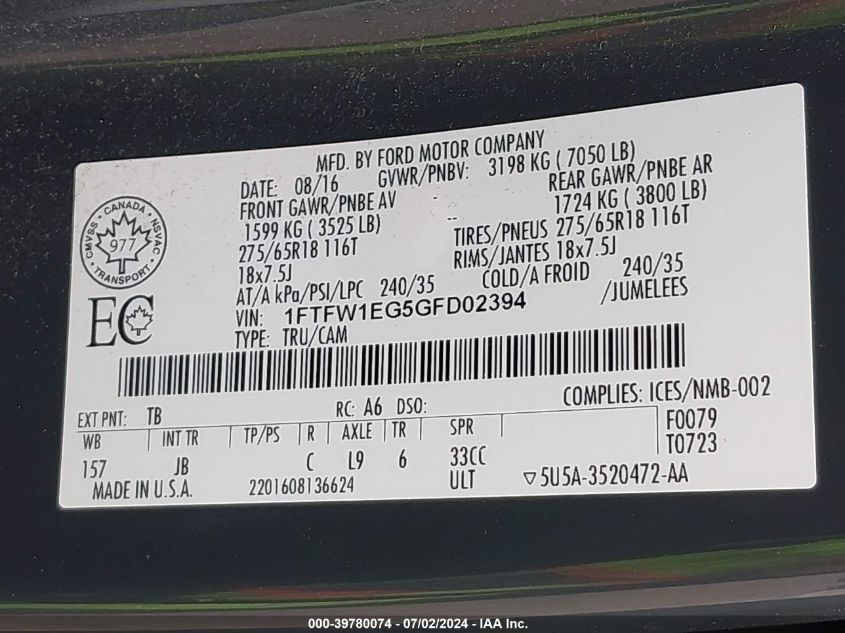 MFD. BY FORD MOTOR COMPANY
DATE: 08/16 GVWR/PNBV: 3198 KG ( 7050 LB)
FRONT GAWR/PNBE AV REAR GAWR/PNBE AR
1599 KG ( 3525 LB) -- 1724 KG ( 3800 LB)
275/65R18 116T TIRES/PNEUS 275/65R18 116T
18x7.5J RIMS/JANTES 18x7.5J
AT/A kPa/PSI/LPC 240/35 COLD/A FROID 240/35
VIN: 1FTFW1EG5GFD02394 /JUMELEES
TYPE: TRU/CAM
CMVSS · CANADA · NSVAC · TRANSPORT ·
977
EC
COMPLIES: ICES/NMB-002
EXT PNT: TB RC: A6 DSO:
WB INT TR TP/PS R AXLE TR SPR F0079
157 JB C L9 6 33CC T0723
MADE IN U.S.A. 2201608136624 ULT ▽5U5A-3520472-AA
000-39780074 - 07/02/2024 - IAA Inc.